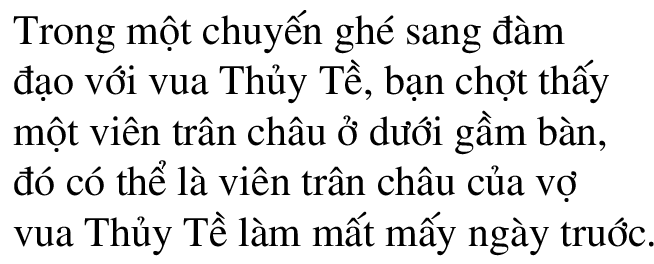 Trong một chuyến ghé sang đàm
đạo với vua Thủy Tề, bạn chợt thấy
một viên trân châu ở dưới gầm bàn,
đó có thể là viên trân châu của vợ
vua Thủy Tề làm mất mấy ngày trước.